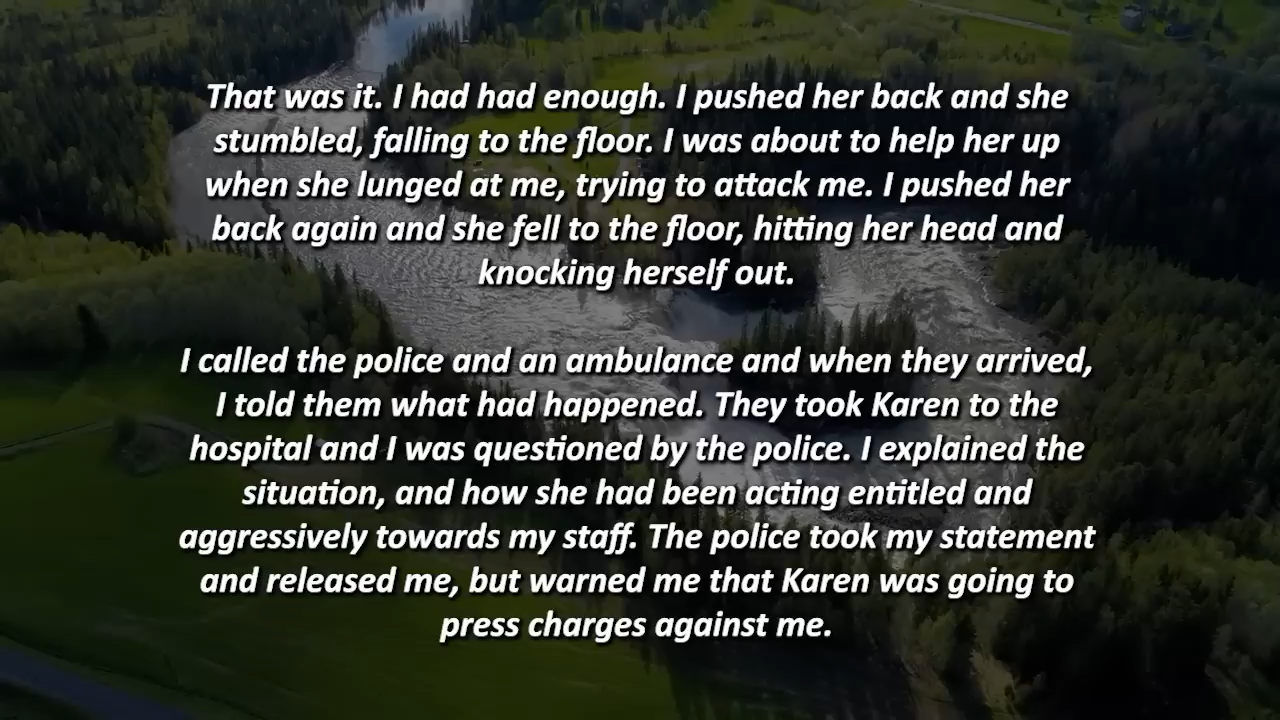 That was it. I had had enough. I pushed her back and she
stumbled, falling to the floor. I was about to help her up
when she lunged at me, trying to attack me. I pushed her
back again and she fell to the floor, hitting her head and
knocking herself out.
I called the police and an ambulance and when they arrived,
I told them what had happened. They took Karen to the
hospital and I was questioned by the police. I explained the
situation, and how she had been acting entitled and
aggressively towards my staff. The police took my statement
and released me, but warned me that Karen was going to
press charges against me.